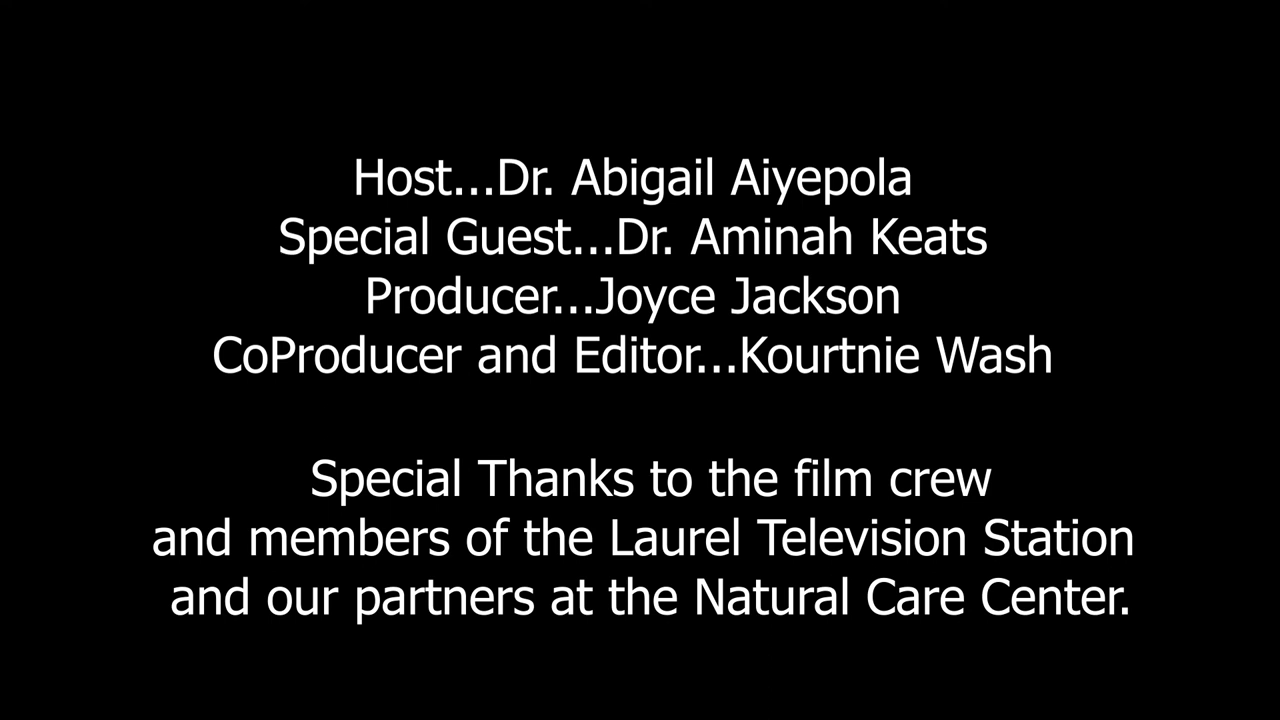 Host...Dr. Abigail Aiyepola
Special Guest...Dr. Aminah Keats
Producer...Joyce Jackson
CoProducer and Editor...Kourtnie Wash
Special Thanks to the film crew
and members of the Laurel Television Station
and our partners at the Natural Care Center.